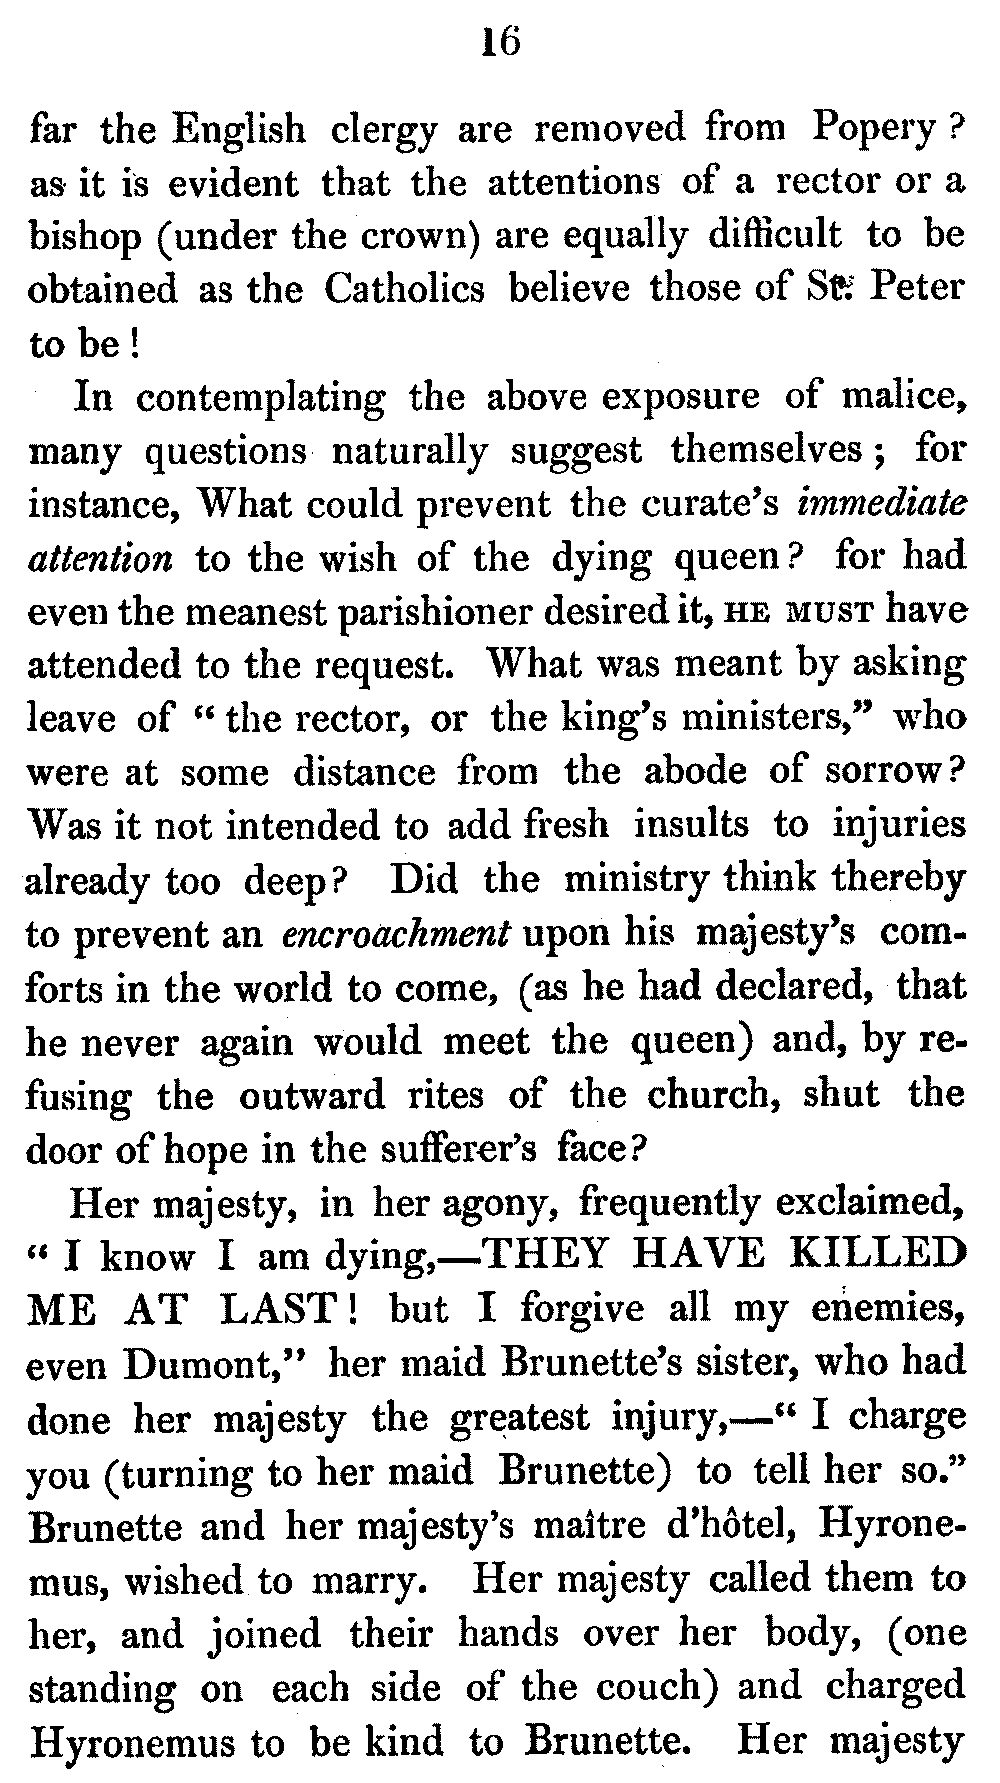 16
far the English clergy are removed from Popery ?
as it is evident that the attentions of a rector or a
bishop (under the crown) are equally difficult to be
obtained as the Catholics believe those of St. Peter
to be !
In contemplating the above exposure of malice,
many questions naturally suggest themselves ; for
instance, What could prevent the curate's immediate
attention to the wish of the dying queen ? for had
even the meanest parishioner desired it, HE MUST have
attended to the request. What was meant by asking
leave of “ the rector, or the king's ministers,” who
were at some distance from the abode of sorrow ?
Was it not intended to add fresh insults to injuries
already too deep ? Did the ministry think thereby
to prevent an encroachment upon his majesty's com-
forts in the world to come, (as he had declared, that
he never again would meet the queen) and, by re-
fusing the outward rites of the church, shut the
door of hope in the sufferer's face ?
Her majesty, in her agony, frequently exclaimed,
“ I know I am dying,—THEY HAVE KILLED
ME AT LAST ! but I forgive all my enemies,
even Dumont,” her maid Brunette's sister, who had
done her majesty the greatest injury,—“ I charge
you (turning to her maid Brunette) to tell her so.”
Brunette and her majesty's maître d'hôtel, Hyrone-
mus, wished to marry. Her majesty called them to
her, and joined their hands over her body, (one
standing on each side of the couch) and charged
Hyronemus to be kind to Brunette. Her majesty